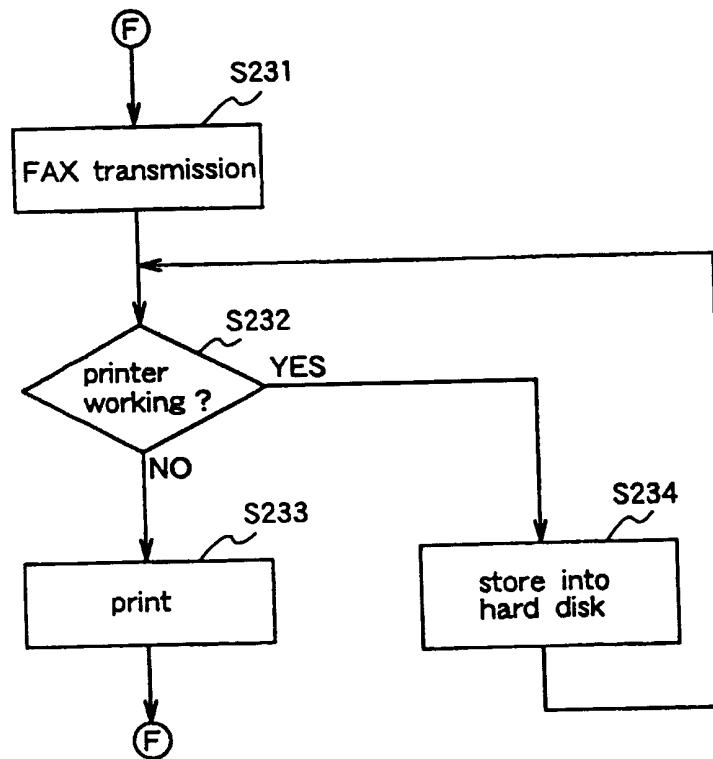 F
S231
FAX transmission
S232
printer
working ?
YES
NO
S233
print
S234
store into
hard disk
F